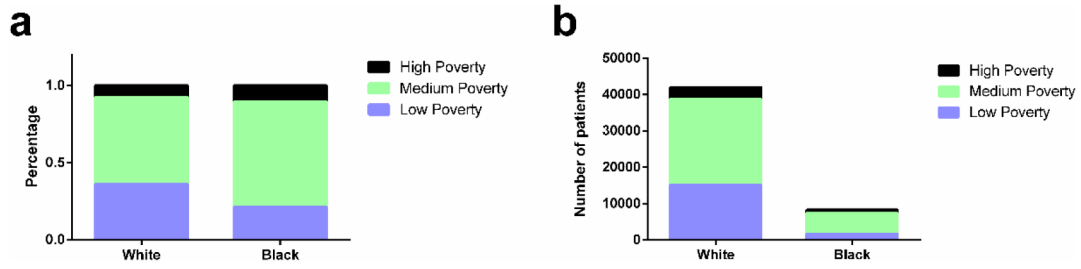 a
Percentage
1.0
0.5
0.0
White
Black
High Poverty
Medium Poverty
Low Poverty
b
Number of patients
50000
40000
30000
20000
10000
0
White
Black
High Poverty
Medium Poverty
Low Poverty